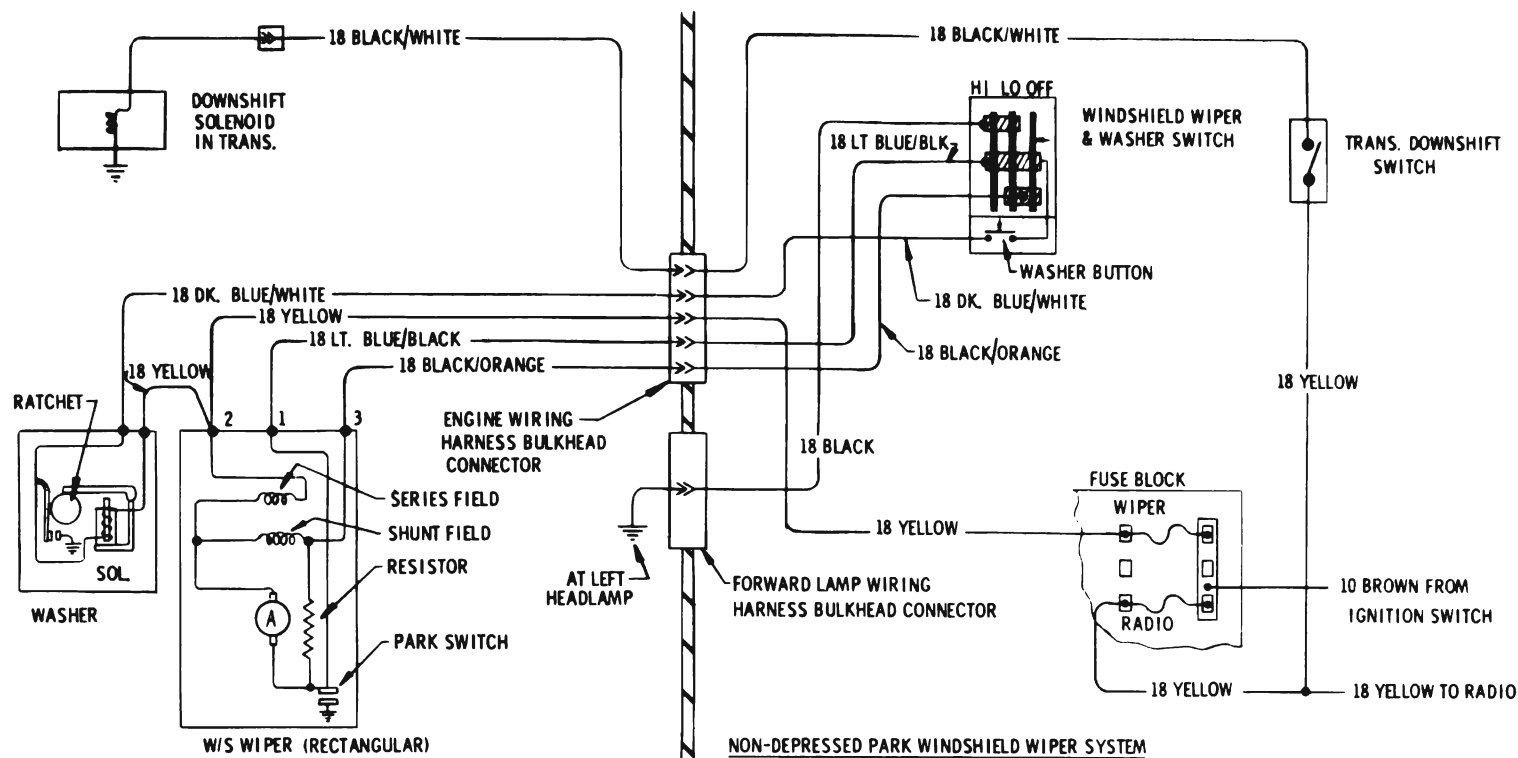 18 BLACK/WHITE
18 BLACK/WHITE
DOWNSHIFT
SOLENOID
IN TRANS.
HI LO OFF
WINDSHIELD WIPER
& WASHER SWITCH
18 LT BLUE/BLK
TRANS. DOWNSHIFT
SWITCH
WASHER BUTTON
18 DK. BLUE/WHITE
18 DK. BLUE/WHITE
18 YELLOW
18 LT. BLUE/BLACK
18 BLACK/ORANGE
18 BLACK/ORANGE
18 YELLOW
18 YELLOW
RATCHET
2 1 3
ENGINE WIRING
HARNESS BULKHEAD
CONNECTOR
18 BLACK
SERIES FIELD
SHUNT FIELD
RESISTOR
A
PARK SWITCH
SOL.
WASHER
AT LEFT
HEADLAMP
FORWARD LAMP WIRING
HARNESS BULKHEAD CONNECTOR
18 YELLOW
FUSE BLOCK
WIPER
RADIO
10 BROWN FROM
IGNITION SWITCH
18 YELLOW
18 YELLOW TO RADIO
W/S WIPER (RECTANGULAR)
NON-DEPRESSED PARK WINDSHIELD WIPER SYSTEM